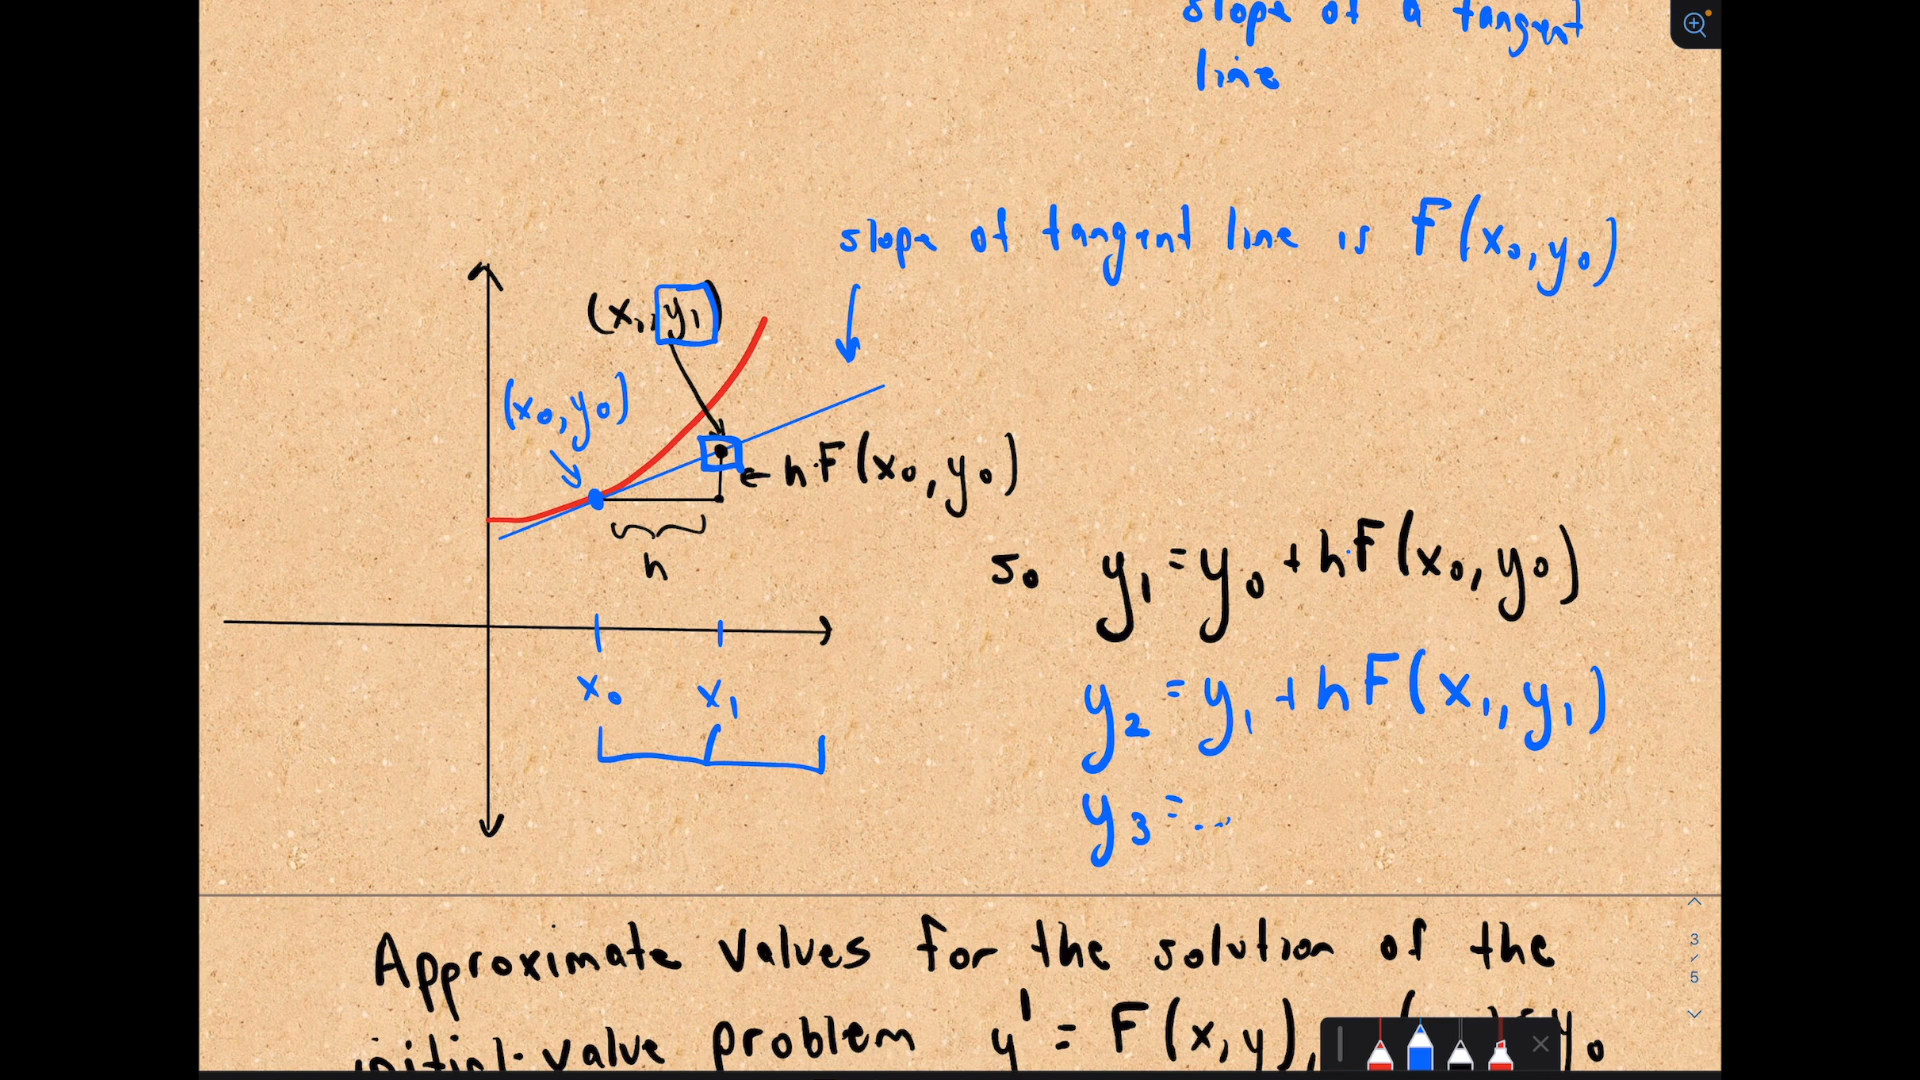 slope of a tangent
line
slope of tangent line is F(x₀,y₀)
(x₁,y₁)
(x₀,y₀)
←h·F(x₀,y₀)
h
so y₁=y₀+h·F(x₀,y₀)
x₀ x₁
y₂=y₁+hF(x₁,y₁)
y₃=...
Approximate values for the solution of the
3
/
5
initial-value problem y'=F(x,y),